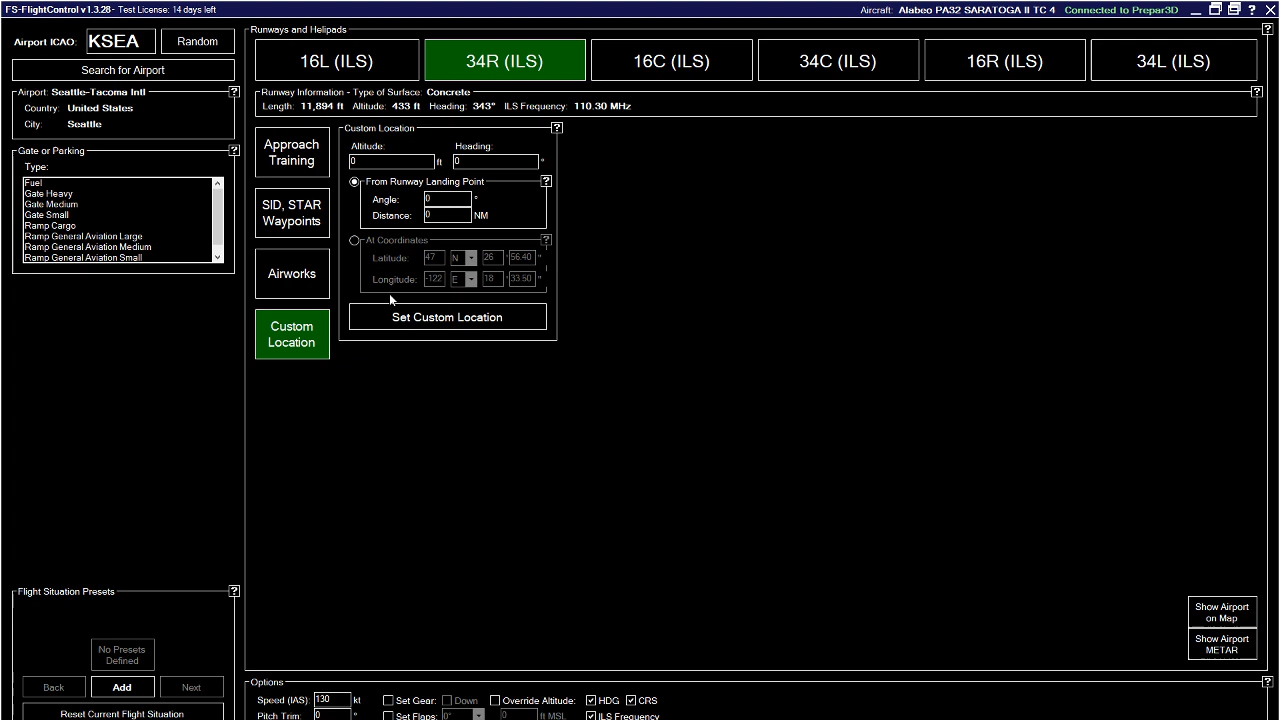 FS-FlightControl v1.3.28 - Test License: 14 days left
Aircraft: Alabeo PA32 SARATOGA II TC 4 Connected to Prepar3D ?
Airport ICAO: KSEA Random
Search for Airport
Airport: Seattle-Tacoma Intl ?
Country: United States
City: Seattle
Gate or Parking ?
Type:
Fuel
Gate Heavy
Gate Medium
Gate Small
Ramp Cargo
Ramp General Aviation Large
Ramp General Aviation Medium
Ramp General Aviation Small
Flight Situation Presets ?
No Presets
Defined
Back Add Next
Reset Current Flight Situation
Runways and Helipads ?
16L (ILS) 34R (ILS) 16C (ILS) 34C (ILS) 16R (ILS) 34L (ILS)
Runway Information - Type of Surface: Concrete ?
Length: 11,894 ft Altitude: 433 ft Heading: 343° ILS Frequency: 110.30 MHz
Approach
Training
SID, STAR
Waypoints
Airworks
Custom
Location
Custom Location ?
Altitude: Heading:
0 ft 0 °
From Runway Landing Point ?
Angle: 0 °
Distance: 0 NM
At Coordinates ?
Latitude: 47 N 26 ' 56.40 "
Longitude: -122 E 18 ' 33.50 "
Set Custom Location
Show Airport
on Map
Show Airport
METAR
Options ?
Speed (IAS): 130 kt Set Gear: Down Override Altitude: HDG CRS
Pitch Trim: 0 ° Set Flaps: 0° 0 ft MSL ILS Frequency